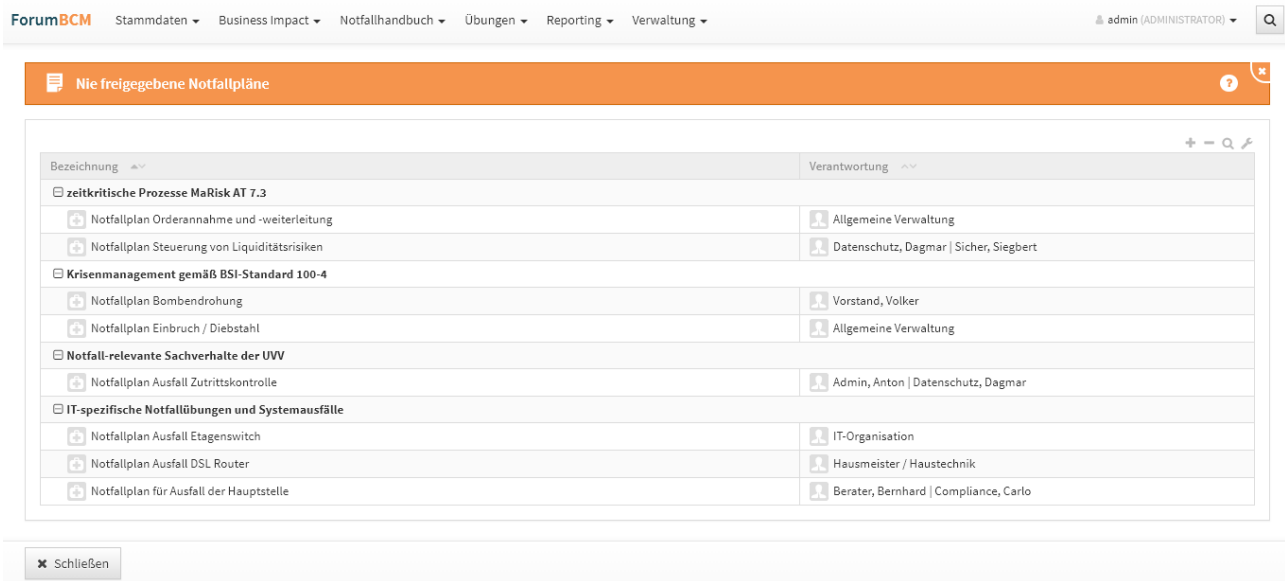 ForumBCM Stammdaten Business Impact Notfallhandbuch Übungen Reporting Verwaltung admin (ADMINISTRATOR)
Nie freigegebene Notfallpläne
Bezeichnung Verantwortung
zeitkritische Prozesse MaRisk AT 7.3
Notfallplan Orderannahme und -weiterleitung Allgemeine Verwaltung
Notfallplan Steuerung von Liquiditätsrisiken Datenschutz, Dagmar | Sicher, Siegbert
Krisenmanagement gemäß BSI-Standard 100-4
Notfallplan Bombendrohung Vorstand, Volker
Notfallplan Einbruch / Diebstahl Allgemeine Verwaltung
Notfall-relevante Sachverhalte der UVV
Notfallplan Ausfall Zutrittskontrolle Admin, Anton | Datenschutz, Dagmar
IT-spezifische Notfallübungen und Systemausfälle
Notfallplan Ausfall Etagenswitch IT-Organisation
Notfallplan Ausfall DSL Router Hausmeister / Haustechnik
Notfallplan für Ausfall der Hauptstelle Berater, Bernhard | Compliance, Carlo
Schließen